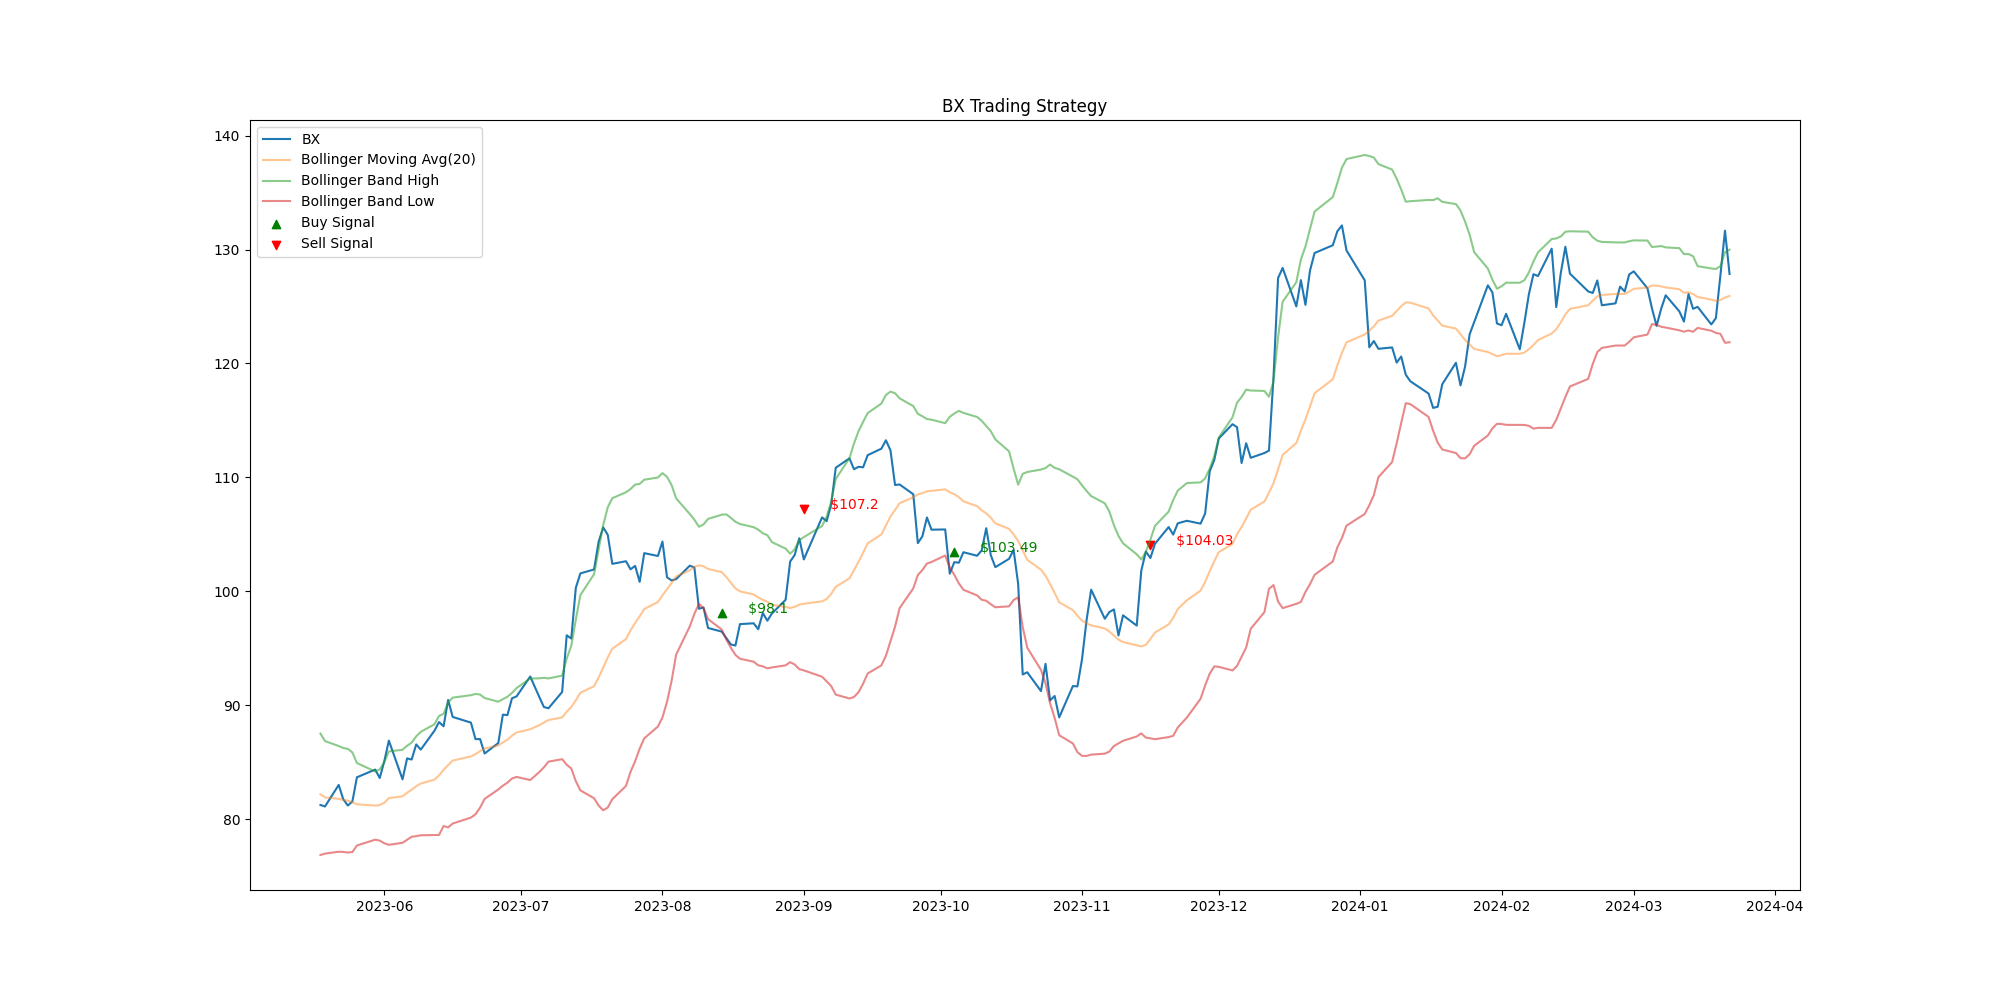 BX Trading Strategy
BX
Bollinger Moving Avg(20)
Bollinger Band High
Bollinger Band Low
Buy Signal
Sell Signal
140
130
120
110
100
90
80
$107.2
$103.49
$104.03
$98.1
2023-06 2023-07 2023-08 2023-09 2023-10 2023-11 2023-12 2024-01 2024-02 2024-03 2024-04